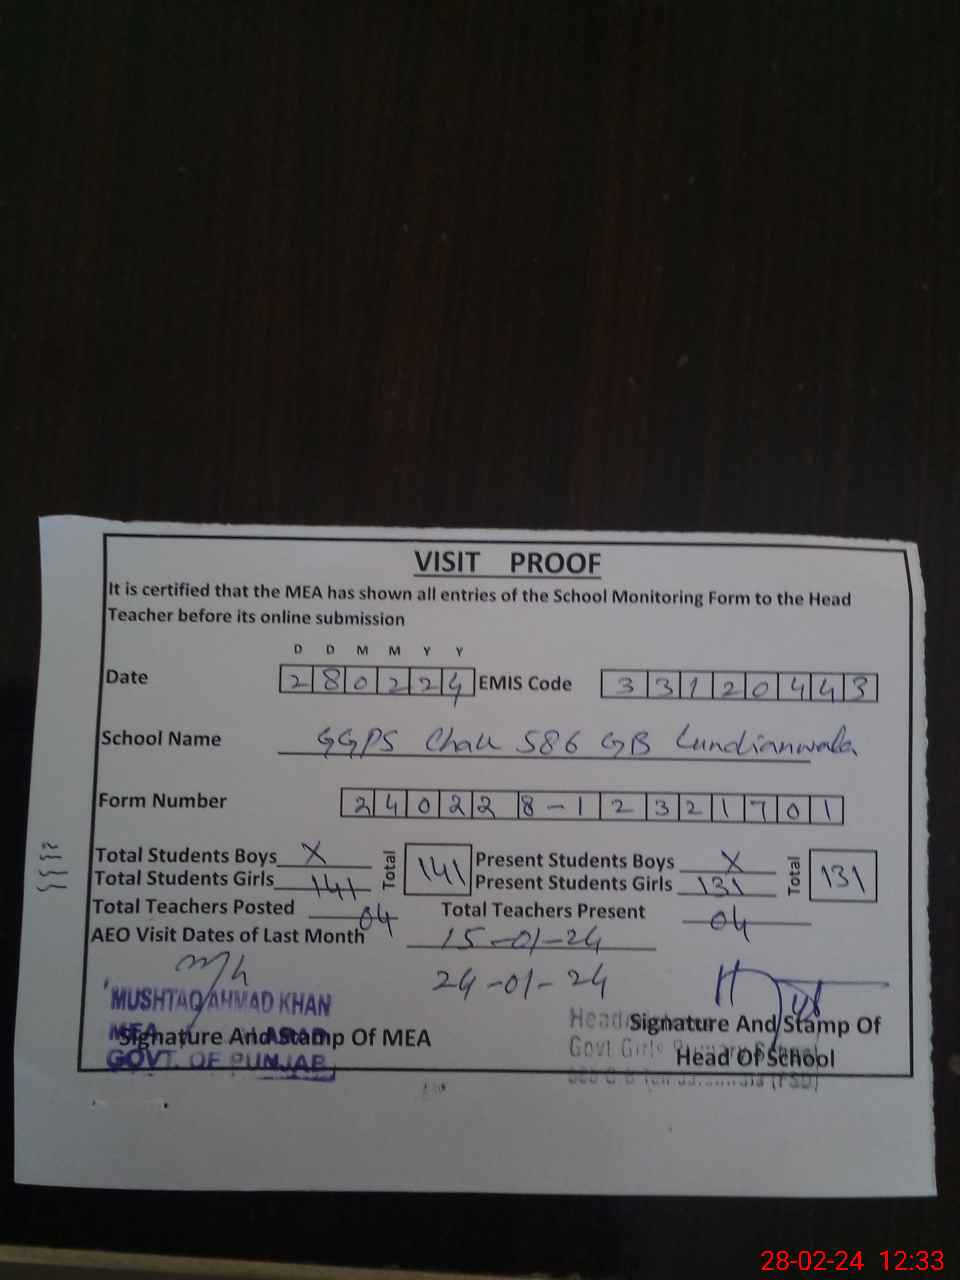 VISIT PROOF
It is certified that the MEA has shown all entries of the School Monitoring Form to the Head
Teacher before its online submission
D D M M Y Y
Date 2 8 0 2 2 4 EMIS Code 3 3 1 2 0 4 4 3
School Name GGPS Chak 586 GB Lundianwala
Form Number 2 4 0 2 2 8 - 1 2 3 2 1 7 0 1
Total Students Boys X Total 141 Present Students Boys X Total 131
Total Students Girls 141 Present Students Girls 131
Total Teachers Posted 04 Total Teachers Present 04
AEO Visit Dates of Last Month 15-01-24
24-01-24
MUSHTAQ AHMAD KHAN
MEA
Signature And Stamp Of MEA
GOVT. OF PUNJAB
Signature And Stamp Of
Govt Girls
Head Of School
28-02-24 12:33